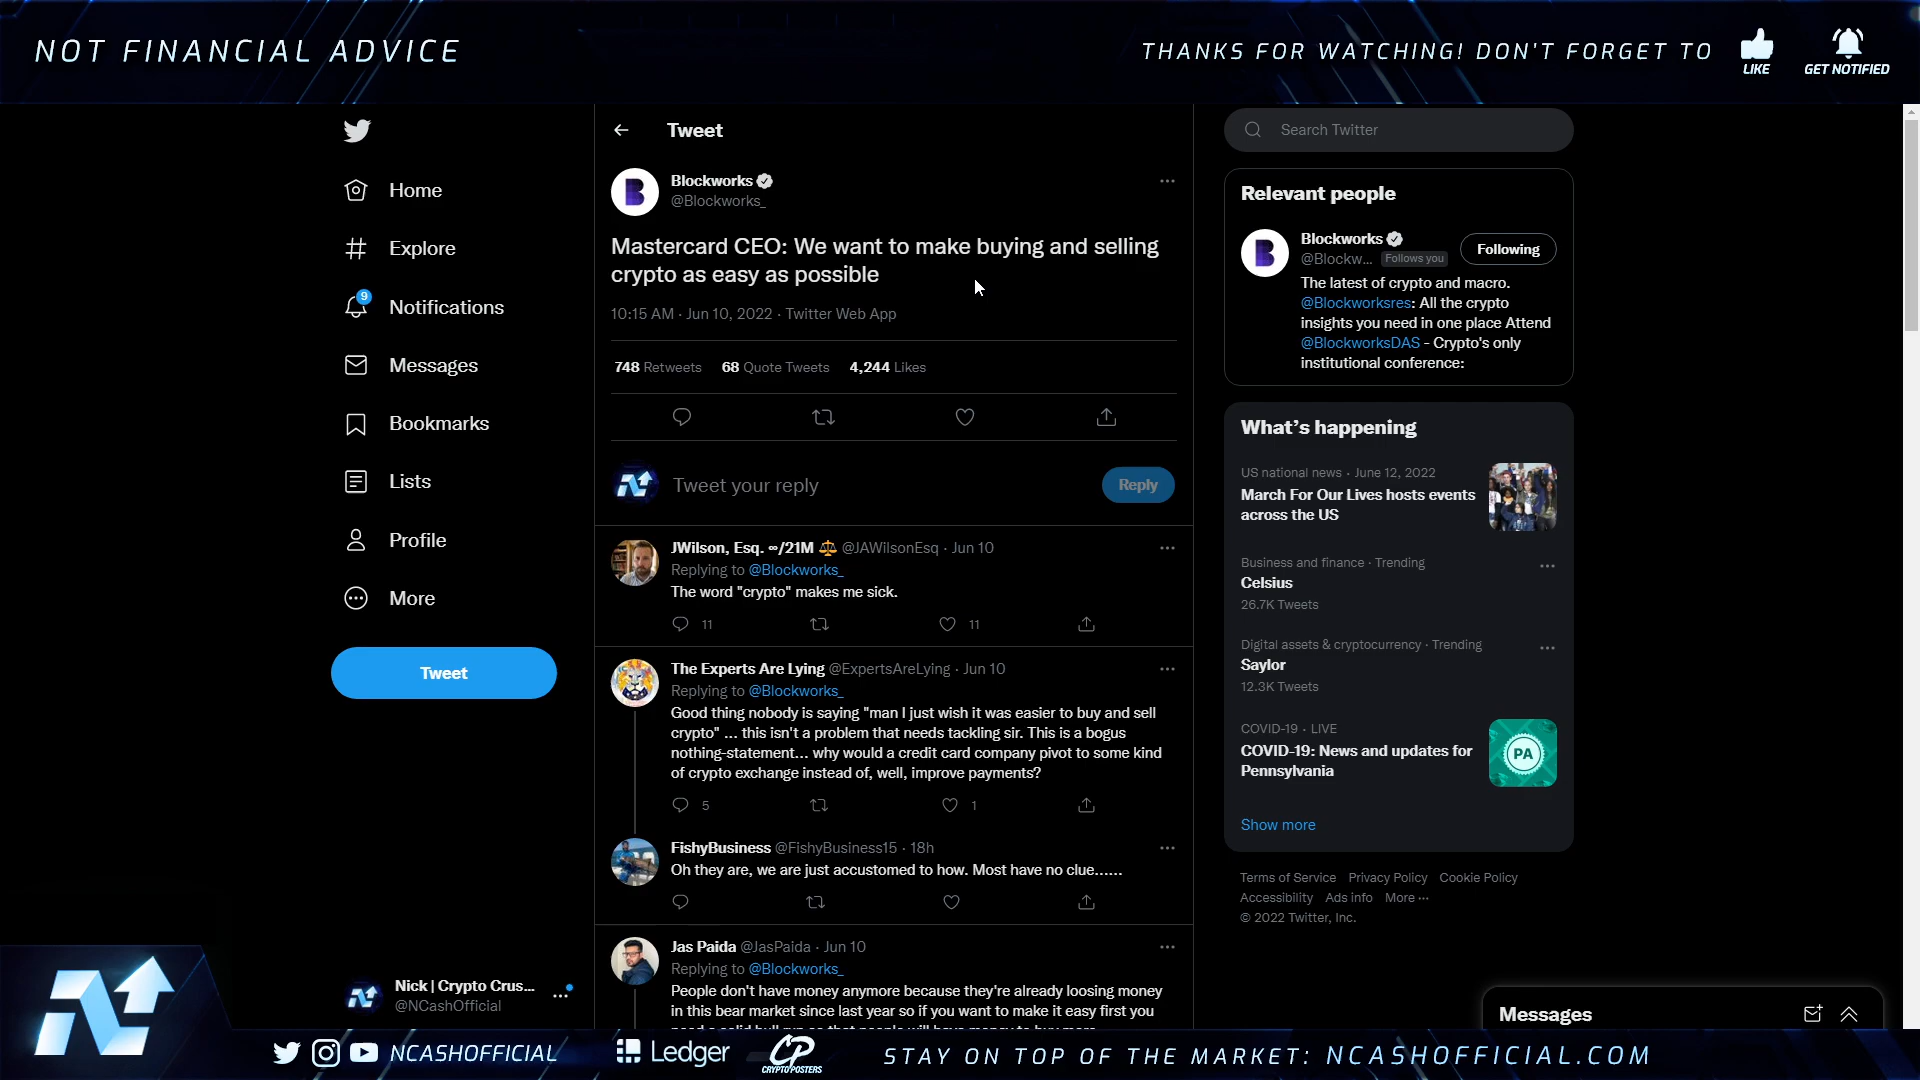 NOT FINANCIAL ADVICE
THANKS FOR WATCHING! DON'T FORGET TO
LIKE
GET NOTIFIED
Home
Explore
9
Notifications
Messages
Bookmarks
Lists
Profile
More
Tweet
Nick | Crypto Crus...
@NCashOfficial
Tweet
B
Blockworks
@Blockworks_
Mastercard CEO: We want to make buying and selling
crypto as easy as possible
10:15 AM · Jun 10, 2022 · Twitter Web App
748 Retweets 68 Quote Tweets 4,244 Likes
Tweet your reply
Reply
JWilson, Esq. ∞/21M ⚖️ @JAWilsonEsq · Jun 10
Replying to @Blockworks_
The word "crypto" makes me sick.
11 11
The Experts Are Lying @ExpertsAreLying · Jun 10
Replying to @Blockworks_
Good thing nobody is saying "man I just wish it was easier to buy and sell
crypto" ... this isn't a problem that needs tackling sir. This is a bogus
nothing-statement... why would a credit card company pivot to some kind
of crypto exchange instead of, well, improve payments?
5 1
FishyBusiness @FishyBusiness15 · 18h
Oh they are, we are just accustomed to how. Most have no clue......
Jas Paida @JasPaida · Jun 10
Replying to @Blockworks_
People don't have money anymore because they're already loosing money
in this bear market since last year so if you want to make it easy first you
Search Twitter
Relevant people
B
Blockworks
@Blockw... Follows you
Following
The latest of crypto and macro.
@Blockworksres: All the crypto
insights you need in one place Attend
@BlockworksDAS - Crypto's only
institutional conference:
What's happening
US national news · June 12, 2022
March For Our Lives hosts events
across the US
Business and finance · Trending
Celsius
26.7K Tweets
Digital assets & cryptocurrency · Trending
Saylor
12.3K Tweets
COVID-19 · LIVE
COVID-19: News and updates for
Pennsylvania
PA
Show more
Terms of Service Privacy Policy Cookie Policy
Accessibility Ads info More ...
© 2022 Twitter, Inc.
Messages
NCASHOFFICIAL
Ledger
CP
CRYPTOPOSTERS
STAY ON TOP OF THE MARKET: NCASHOFFICIAL.COM